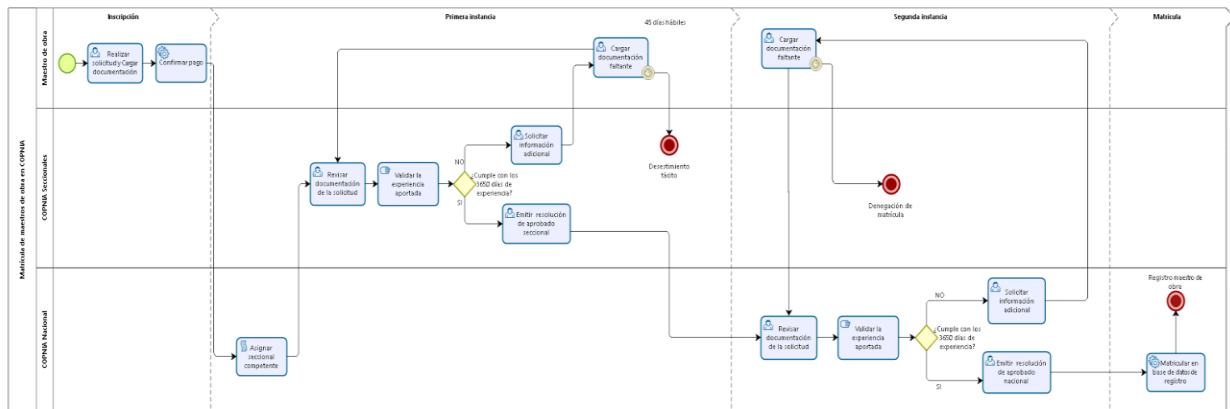 Inscripción
Primera instancia
Segunda instancia
Matrícula
Matrícula de maestros de obra en COPNIA
Maestro de obra
Realizar
solicitud y Cargar
documentación
Confirmar pago
45 días hábiles
Cargar
documentación
faltante
Cargar
documentación
faltante
COPNIA Seccionales
Revisar
documentación
de la solicitud
Validar la
experiencia
aportada
NO
¿Cumple con los
3650 días de
experiencia?
SI
Solicitar
información
adicional
Emitir resolución
de aprobado
seccional
Desestimiento
tácito
Denegación de
matrícula
COPNIA Nacional
Asignar
seccional
competente
Revisar
documentación
de la solicitud
Validar la
experiencia
aportada
NO
¿Cumple con los
3650 días de
experiencia?
SI
Solicitar
información
adicional
Emitir resolución
de aprobado
nacional
Registro maestro de
obra
Matricular en
base de datos de
registro